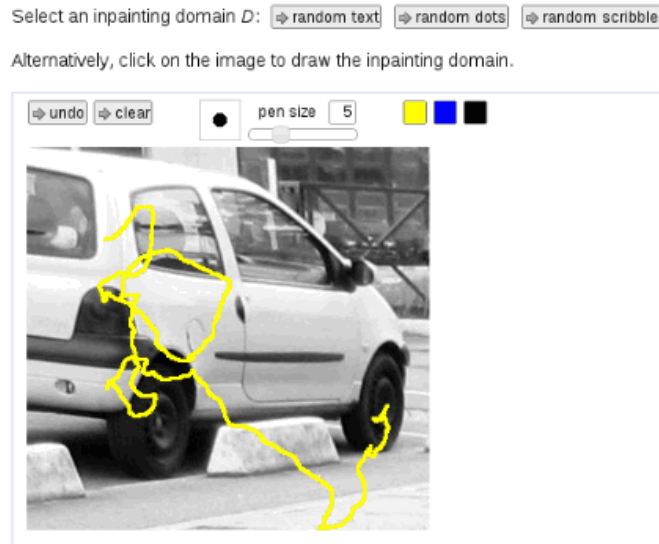 Select an inpainting domain D: ⇒ random text ⇒ random dots ⇒ random scribble
Alternatively, click on the image to draw the inpainting domain.
⇒ undo ⇒ clear pen size 5